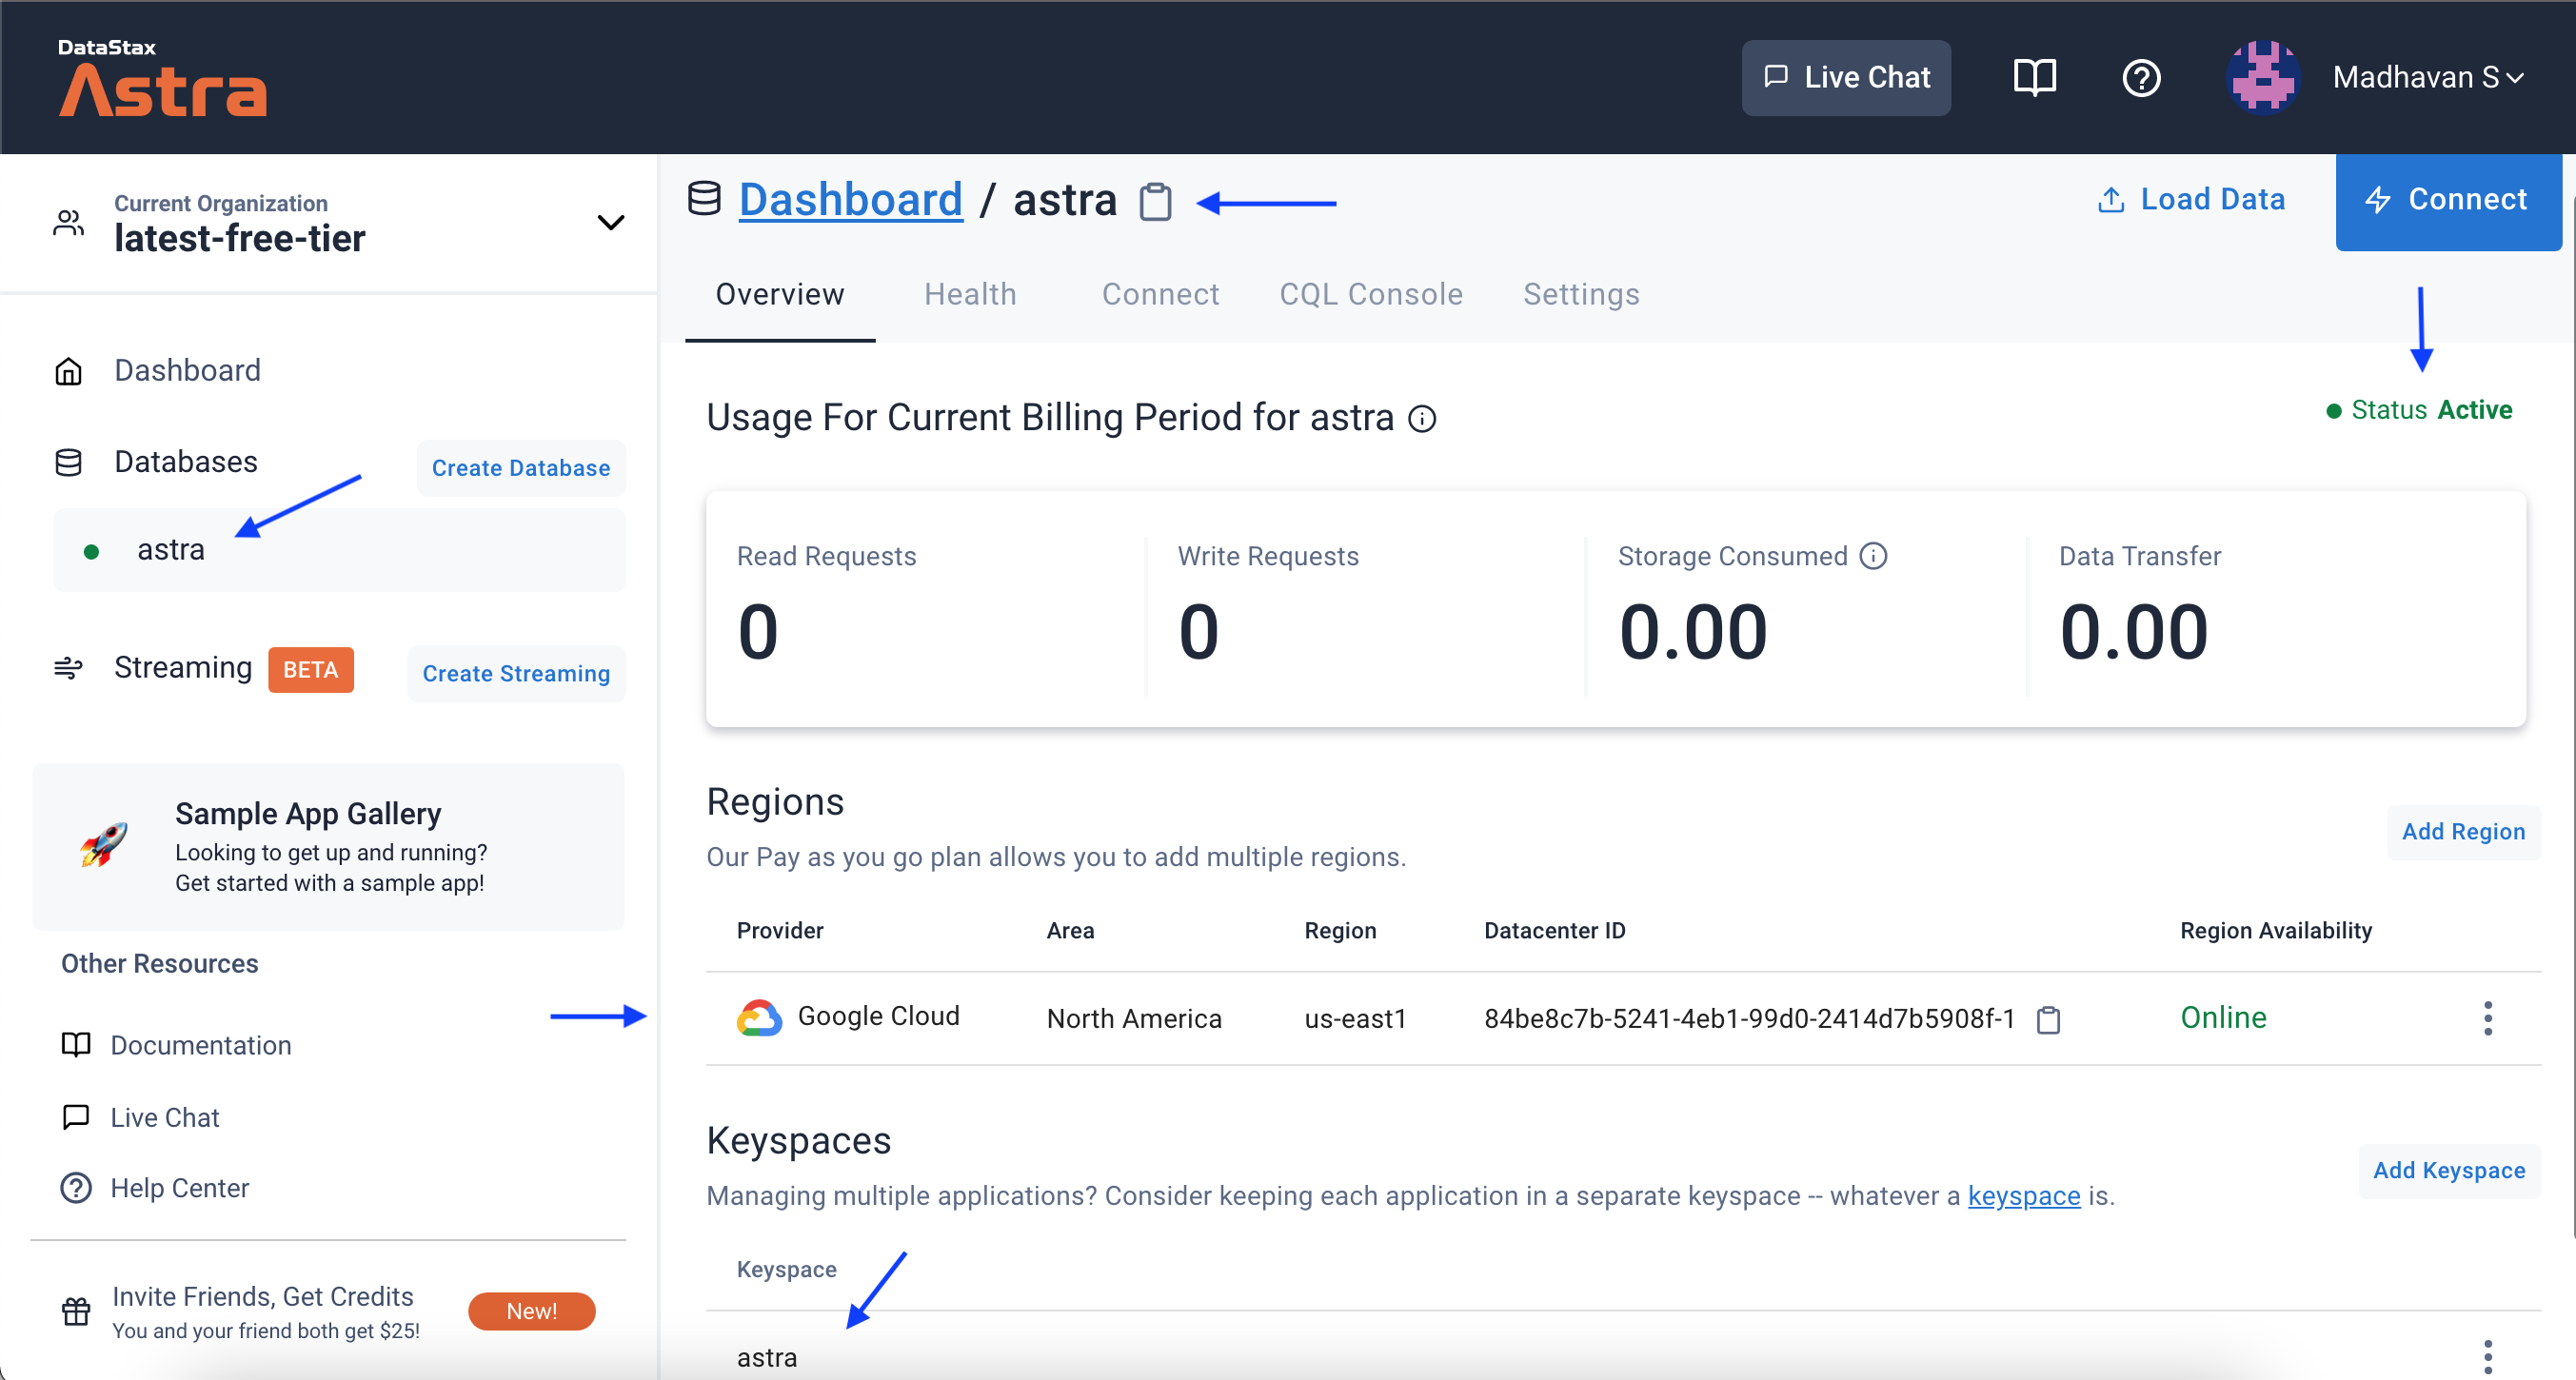 DataStax
Astra
Live Chat
Madhavan S
Current Organization
latest-free-tier
Dashboard
Databases
Create Database
astra
Streaming BETA
Create Streaming
Sample App Gallery
Looking to get up and running?
Get started with a sample app!
Other Resources
Documentation
Live Chat
Help Center
Invite Friends, Get Credits
You and your friend both get $25!
New!
Dashboard / astra
Load Data
Connect
Overview Health Connect CQL Console Settings
Usage For Current Billing Period for astra
Status Active
Read Requests
0
Write Requests
0
Storage Consumed
0.00
Data Transfer
0.00
Regions
Our Pay as you go plan allows you to add multiple regions.
Add Region
Provider Area Region Datacenter ID Region Availability
Google Cloud North America us-east1 84be8c7b-5241-4eb1-99d0-2414d7b5908f-1 Online
Keyspaces
Managing multiple applications? Consider keeping each application in a separate keyspace -- whatever a keyspace is.
Add Keyspace
Keyspace
astra